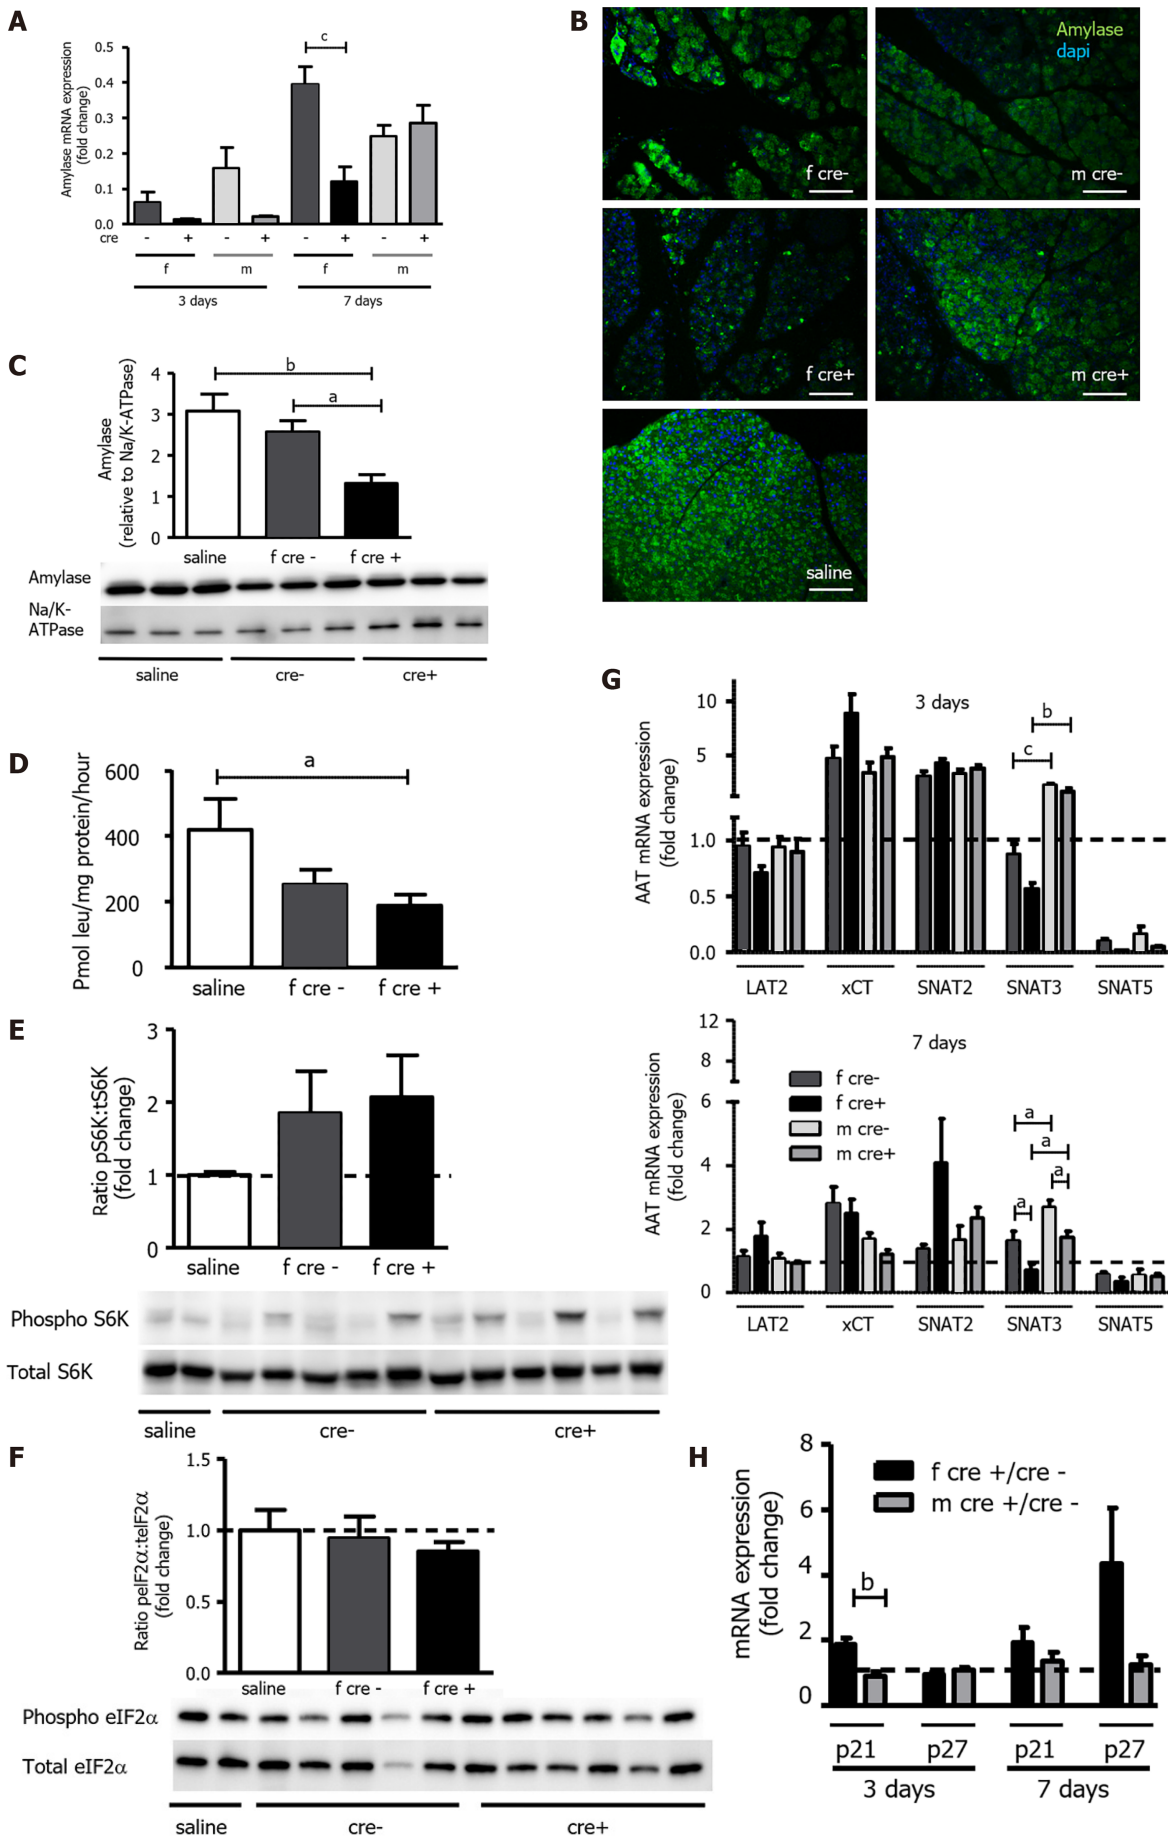 A
Amylase mRNA expression
(fold change)
0.5
0.4
0.3
0.2
0.1
0.0
c
cre - + - + - + - +
f m f m
3 days 7 days
B
Amylase
dapi
f cre-
m cre-
f cre+
m cre+
saline
C
Amylase
(relative to Na/K-ATPase)
4
3
2
1
0
b
a
saline f cre - f cre +
Amylase
Na/K-
ATPase
saline cre- cre+
D
Pmol leu/mg protein/hour
600
400
200
0
a
saline f cre - f cre +
E
Ratio pS6K:tS6K
(fold change)
3
2
1
0
saline f cre - f cre +
Phospho S6K
Total S6K
saline cre- cre+
F
Ratio peIF2α:teIF2α
(fold change)
1.5
1.0
0.5
0.0
saline f cre - f cre +
Phospho eIF2α
Total eIF2α
saline cre- cre+
G
AAT mRNA expression
(fold change)
10
5
1.0
0.5
0.0
3 days
b
c
LAT2 xCT SNAT2 SNAT3 SNAT5
AAT mRNA expression
(fold change)
12
8
6
4
2
0
7 days
f cre-
f cre+
m cre-
m cre+
a
a
a
a
LAT2 xCT SNAT2 SNAT3 SNAT5
H
mRNA expression
(fold change)
8
6
4
2
0
f cre +/cre -
m cre +/cre -
b
p21 p27 p21 p27
3 days 7 days